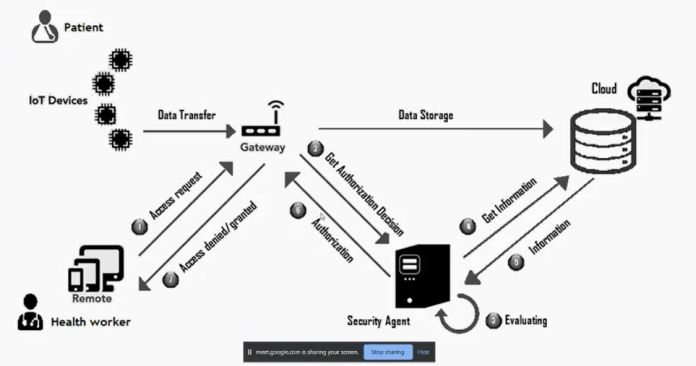 Patient
IoT Devices
Data Transfer
Gateway
Data Storage
Cloud
1 Access request
2 Get Authorization Decision
6 Authorization
7 Access denied/granted
4 Get Information
5 Information
Remote
Health worker
Security Agent
3 Evaluating
meet.google.com is sharing your screen.
Stop sharing
Hide